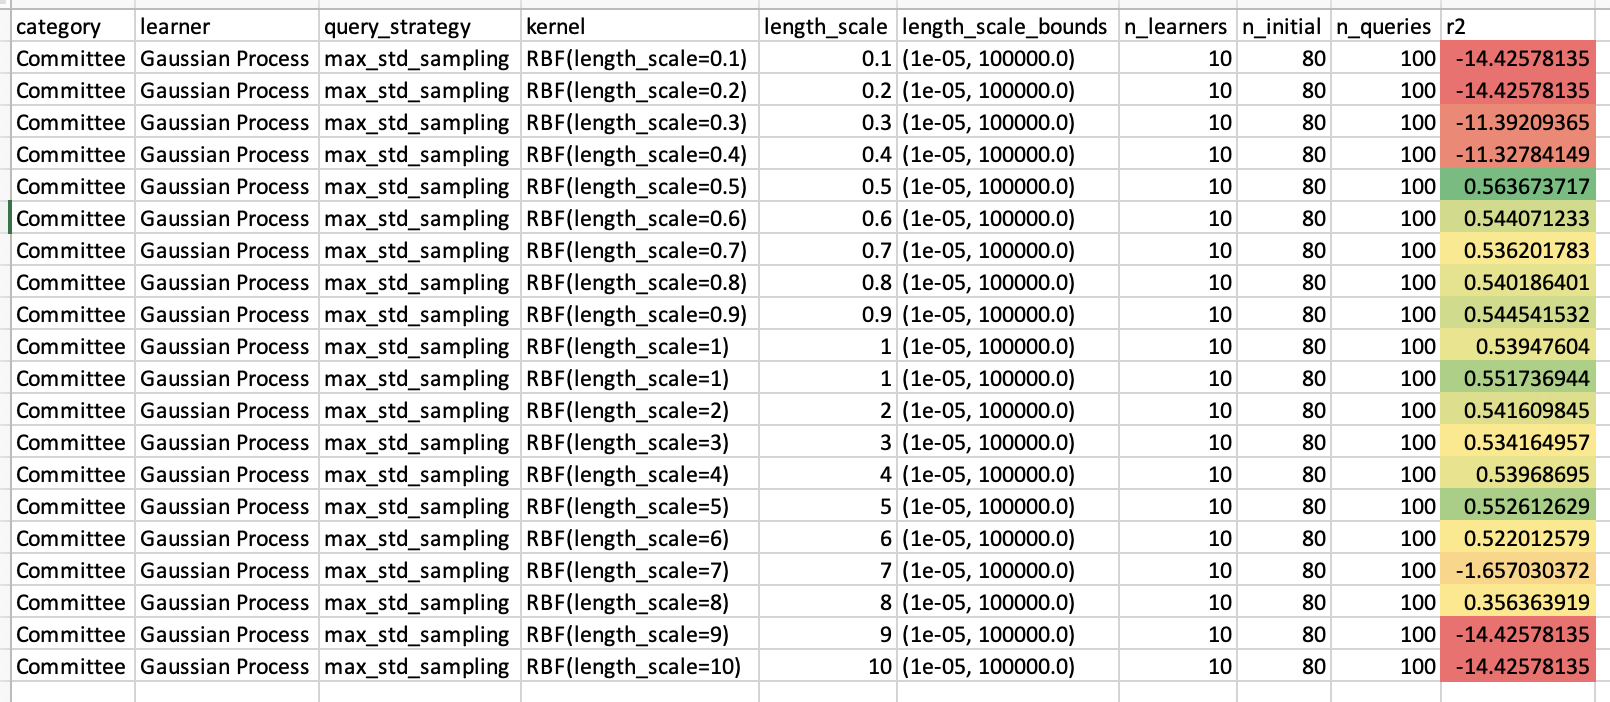 category learner query_strategy kernel length_scale length_scale_bounds n_learners n_initial n_queries r2
Committee Gaussian Process max_std_sampling RBF(length_scale=0.1) 0.1 (1e-05, 100000.0) 10 80 100 -14.42578135
Committee Gaussian Process max_std_sampling RBF(length_scale=0.2) 0.2 (1e-05, 100000.0) 10 80 100 -14.42578135
Committee Gaussian Process max_std_sampling RBF(length_scale=0.3) 0.3 (1e-05, 100000.0) 10 80 100 -11.39209365
Committee Gaussian Process max_std_sampling RBF(length_scale=0.4) 0.4 (1e-05, 100000.0) 10 80 100 -11.32784149
Committee Gaussian Process max_std_sampling RBF(length_scale=0.5) 0.5 (1e-05, 100000.0) 10 80 100 0.563673717
Committee Gaussian Process max_std_sampling RBF(length_scale=0.6) 0.6 (1e-05, 100000.0) 10 80 100 0.544071233
Committee Gaussian Process max_std_sampling RBF(length_scale=0.7) 0.7 (1e-05, 100000.0) 10 80 100 0.536201783
Committee Gaussian Process max_std_sampling RBF(length_scale=0.8) 0.8 (1e-05, 100000.0) 10 80 100 0.540186401
Committee Gaussian Process max_std_sampling RBF(length_scale=0.9) 0.9 (1e-05, 100000.0) 10 80 100 0.544541532
Committee Gaussian Process max_std_sampling RBF(length_scale=1) 1 (1e-05, 100000.0) 10 80 100 0.53947604
Committee Gaussian Process max_std_sampling RBF(length_scale=1) 1 (1e-05, 100000.0) 10 80 100 0.551736944
Committee Gaussian Process max_std_sampling RBF(length_scale=2) 2 (1e-05, 100000.0) 10 80 100 0.541609845
Committee Gaussian Process max_std_sampling RBF(length_scale=3) 3 (1e-05, 100000.0) 10 80 100 0.534164957
Committee Gaussian Process max_std_sampling RBF(length_scale=4) 4 (1e-05, 100000.0) 10 80 100 0.53968695
Committee Gaussian Process max_std_sampling RBF(length_scale=5) 5 (1e-05, 100000.0) 10 80 100 0.552612629
Committee Gaussian Process max_std_sampling RBF(length_scale=6) 6 (1e-05, 100000.0) 10 80 100 0.522012579
Committee Gaussian Process max_std_sampling RBF(length_scale=7) 7 (1e-05, 100000.0) 10 80 100 -1.657030372
Committee Gaussian Process max_std_sampling RBF(length_scale=8) 8 (1e-05, 100000.0) 10 80 100 0.356363919
Committee Gaussian Process max_std_sampling RBF(length_scale=9) 9 (1e-05, 100000.0) 10 80 100 -14.42578135
Committee Gaussian Process max_std_sampling RBF(length_scale=10) 10 (1e-05, 100000.0) 10 80 100 -14.42578135